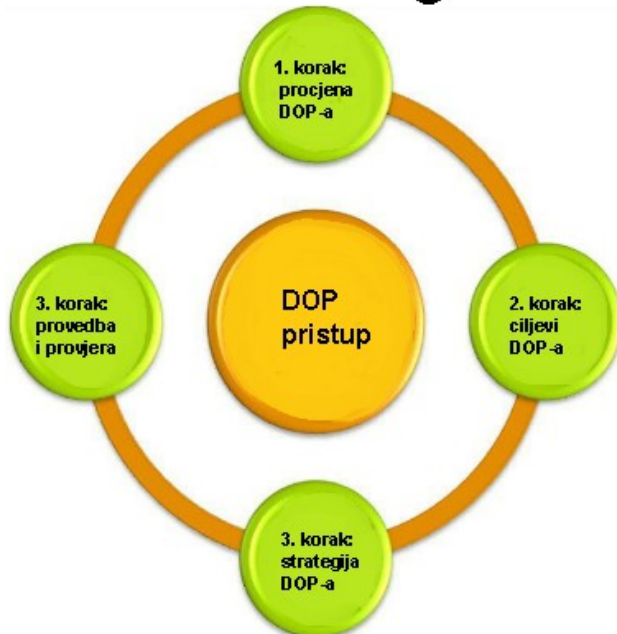 1. korak:
procjena
DOP-a
DOP
pristup
2. korak:
ciljevi
DOP-a
3. korak:
strategija
DOP-a
3. korak:
provedba
i provjera